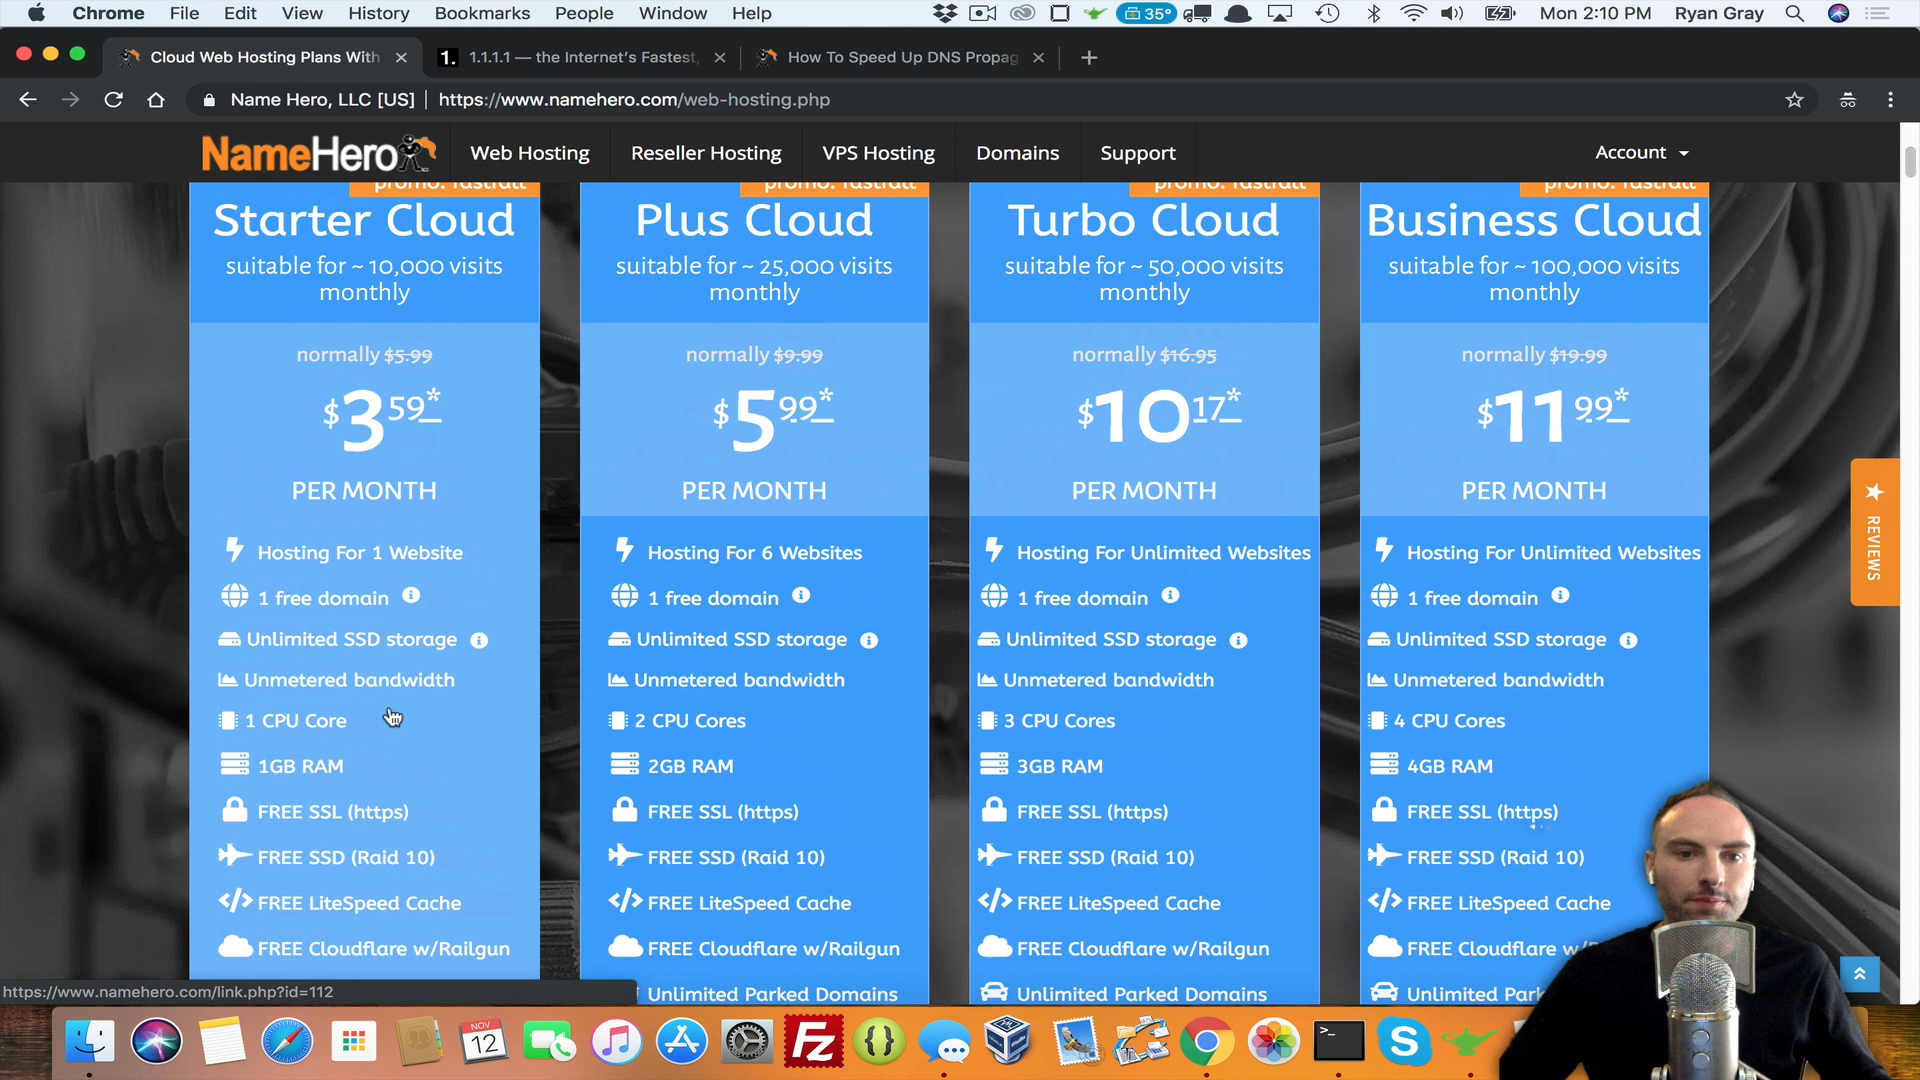 Chrome File Edit View History Bookmarks People Window Help 35° Mon 2:10 PM Ryan Gray
Cloud Web Hosting Plans With
1. 1.1.1.1 — the Internet's Fastest,
How To Speed Up DNS Propag
Name Hero, LLC [US] https://www.namehero.com/web-hosting.php
NameHero Web Hosting Reseller Hosting VPS Hosting Domains Support Account
promo: fastfall
Starter Cloud
suitable for ~ 10,000 visits
monthly
normally $5.99
$3.59*
PER MONTH
Hosting For 1 Website
1 free domain
Unlimited SSD storage
Unmetered bandwidth
1 CPU Core
1GB RAM
FREE SSL (https)
FREE SSD (Raid 10)
FREE LiteSpeed Cache
FREE Cloudflare w/Railgun
promo: fastfall
Plus Cloud
suitable for ~ 25,000 visits
monthly
normally $9.99
$5.99*
PER MONTH
Hosting For 6 Websites
1 free domain
Unlimited SSD storage
Unmetered bandwidth
2 CPU Cores
2GB RAM
FREE SSL (https)
FREE SSD (Raid 10)
FREE LiteSpeed Cache
FREE Cloudflare w/Railgun
Unlimited Parked Domains
promo: fastfall
Turbo Cloud
suitable for ~ 50,000 visits
monthly
normally $16.95
$10.17*
PER MONTH
Hosting For Unlimited Websites
1 free domain
Unlimited SSD storage
Unmetered bandwidth
3 CPU Cores
3GB RAM
FREE SSL (https)
FREE SSD (Raid 10)
FREE LiteSpeed Cache
FREE Cloudflare w/Railgun
Unlimited Parked Domains
promo: fastfall
Business Cloud
suitable for ~ 100,000 visits
monthly
normally $19.99
$11.99*
PER MONTH
Hosting For Unlimited Websites
1 free domain
Unlimited SSD storage
Unmetered bandwidth
4 CPU Cores
4GB RAM
FREE SSL (https)
FREE SSD (Raid 10)
FREE LiteSpeed Cache
FREE Cloudflare
Unlimited
REVIEWS
https://www.namehero.com/link.php?id=112
NOV
12
Fz
S